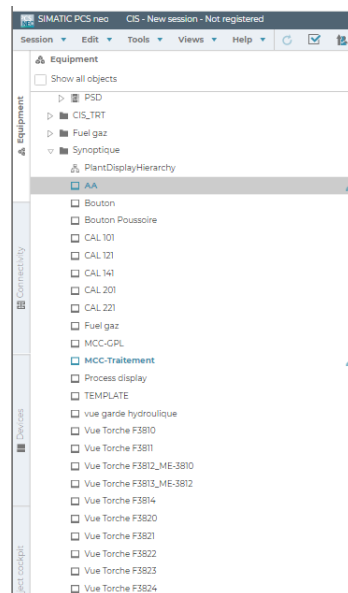 SIMATIC PCS neo CIS - New session - Not registered
Session Edit Tools Views Help
Equipment
Show all objects
PSD
CIS_TRT
Fuel gaz
Synoptique
PlantDisplayHierarchy
AA
Bouton
Bouton Poussoire
CAL 101
CAL 121
CAL 141
CAL 201
CAL 221
Fuel gaz
MCC-GPL
MCC-Traitement
Process display
TEMPLATE
vue garde hydroulique
Vue Torche F3810
Vue Torche F3811
Vue Torche F3812_ME-3810
Vue Torche F3813_ME-3812
Vue Torche F3814
Vue Torche F3820
Vue Torche F3821
Vue Torche F3822
Vue Torche F3823
Vue Torche F3824
Equipment
Connectivity
Devices
ject cockpit